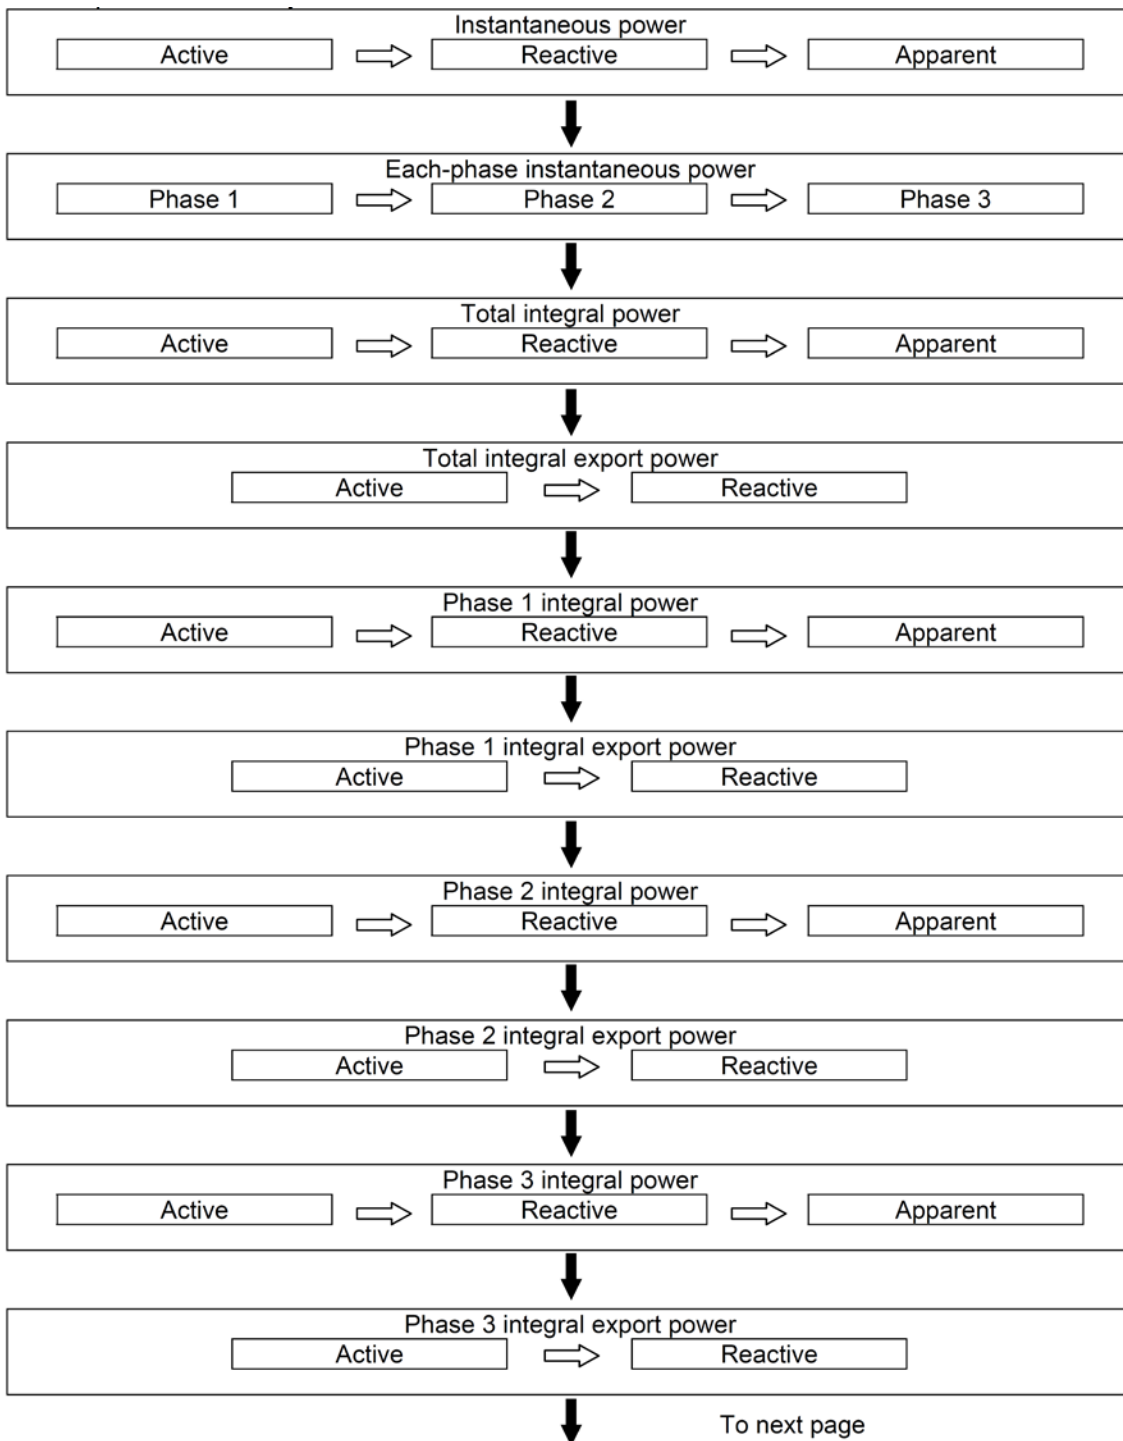 Instantaneous power
Active Reactive Apparent
Each-phase instantaneous power
Phase 1 Phase 2 Phase 3
Total integral power
Active Reactive Apparent
Total integral export power
Active Reactive
Phase 1 integral power
Active Reactive Apparent
Phase 1 integral export power
Active Reactive
Phase 2 integral power
Active Reactive Apparent
Phase 2 integral export power
Active Reactive
Phase 3 integral power
Active Reactive Apparent
Phase 3 integral export power
Active Reactive
To next page